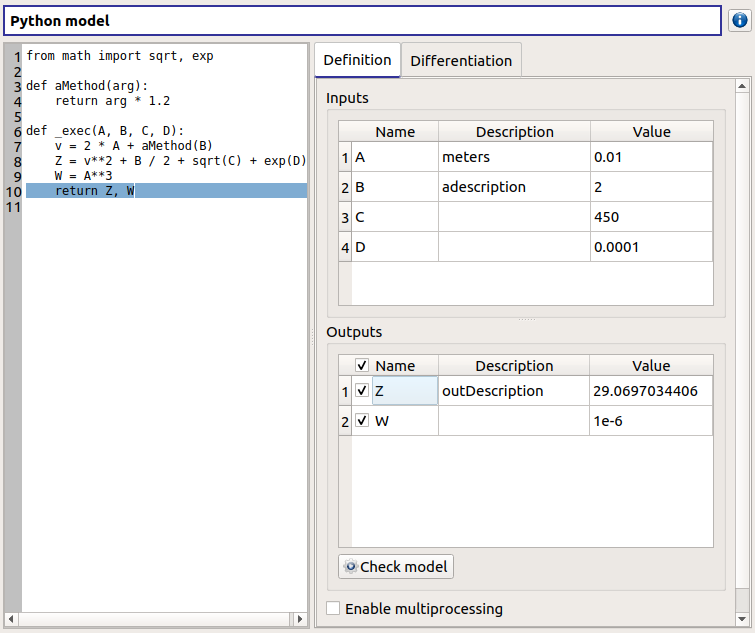 Python model
1 from math import sqrt, exp
2
3 def aMethod(arg):
4     return arg * 1.2
5
6 def _exec(A, B, C, D):
7     v = 2 * A + aMethod(B)
8     Z = v**2 + B / 2 + sqrt(C) + exp(D)
9     W = A**3
10     return Z, W
11
Definition Differentiation
Inputs
Name Description Value
1 A meters 0.01
2 B adescription 2
3 C 450
4 D 0.0001
Outputs
Name Description Value
1 Z outDescription 29.0697034406
2 W 1e-6
Check model
Enable multiprocessing